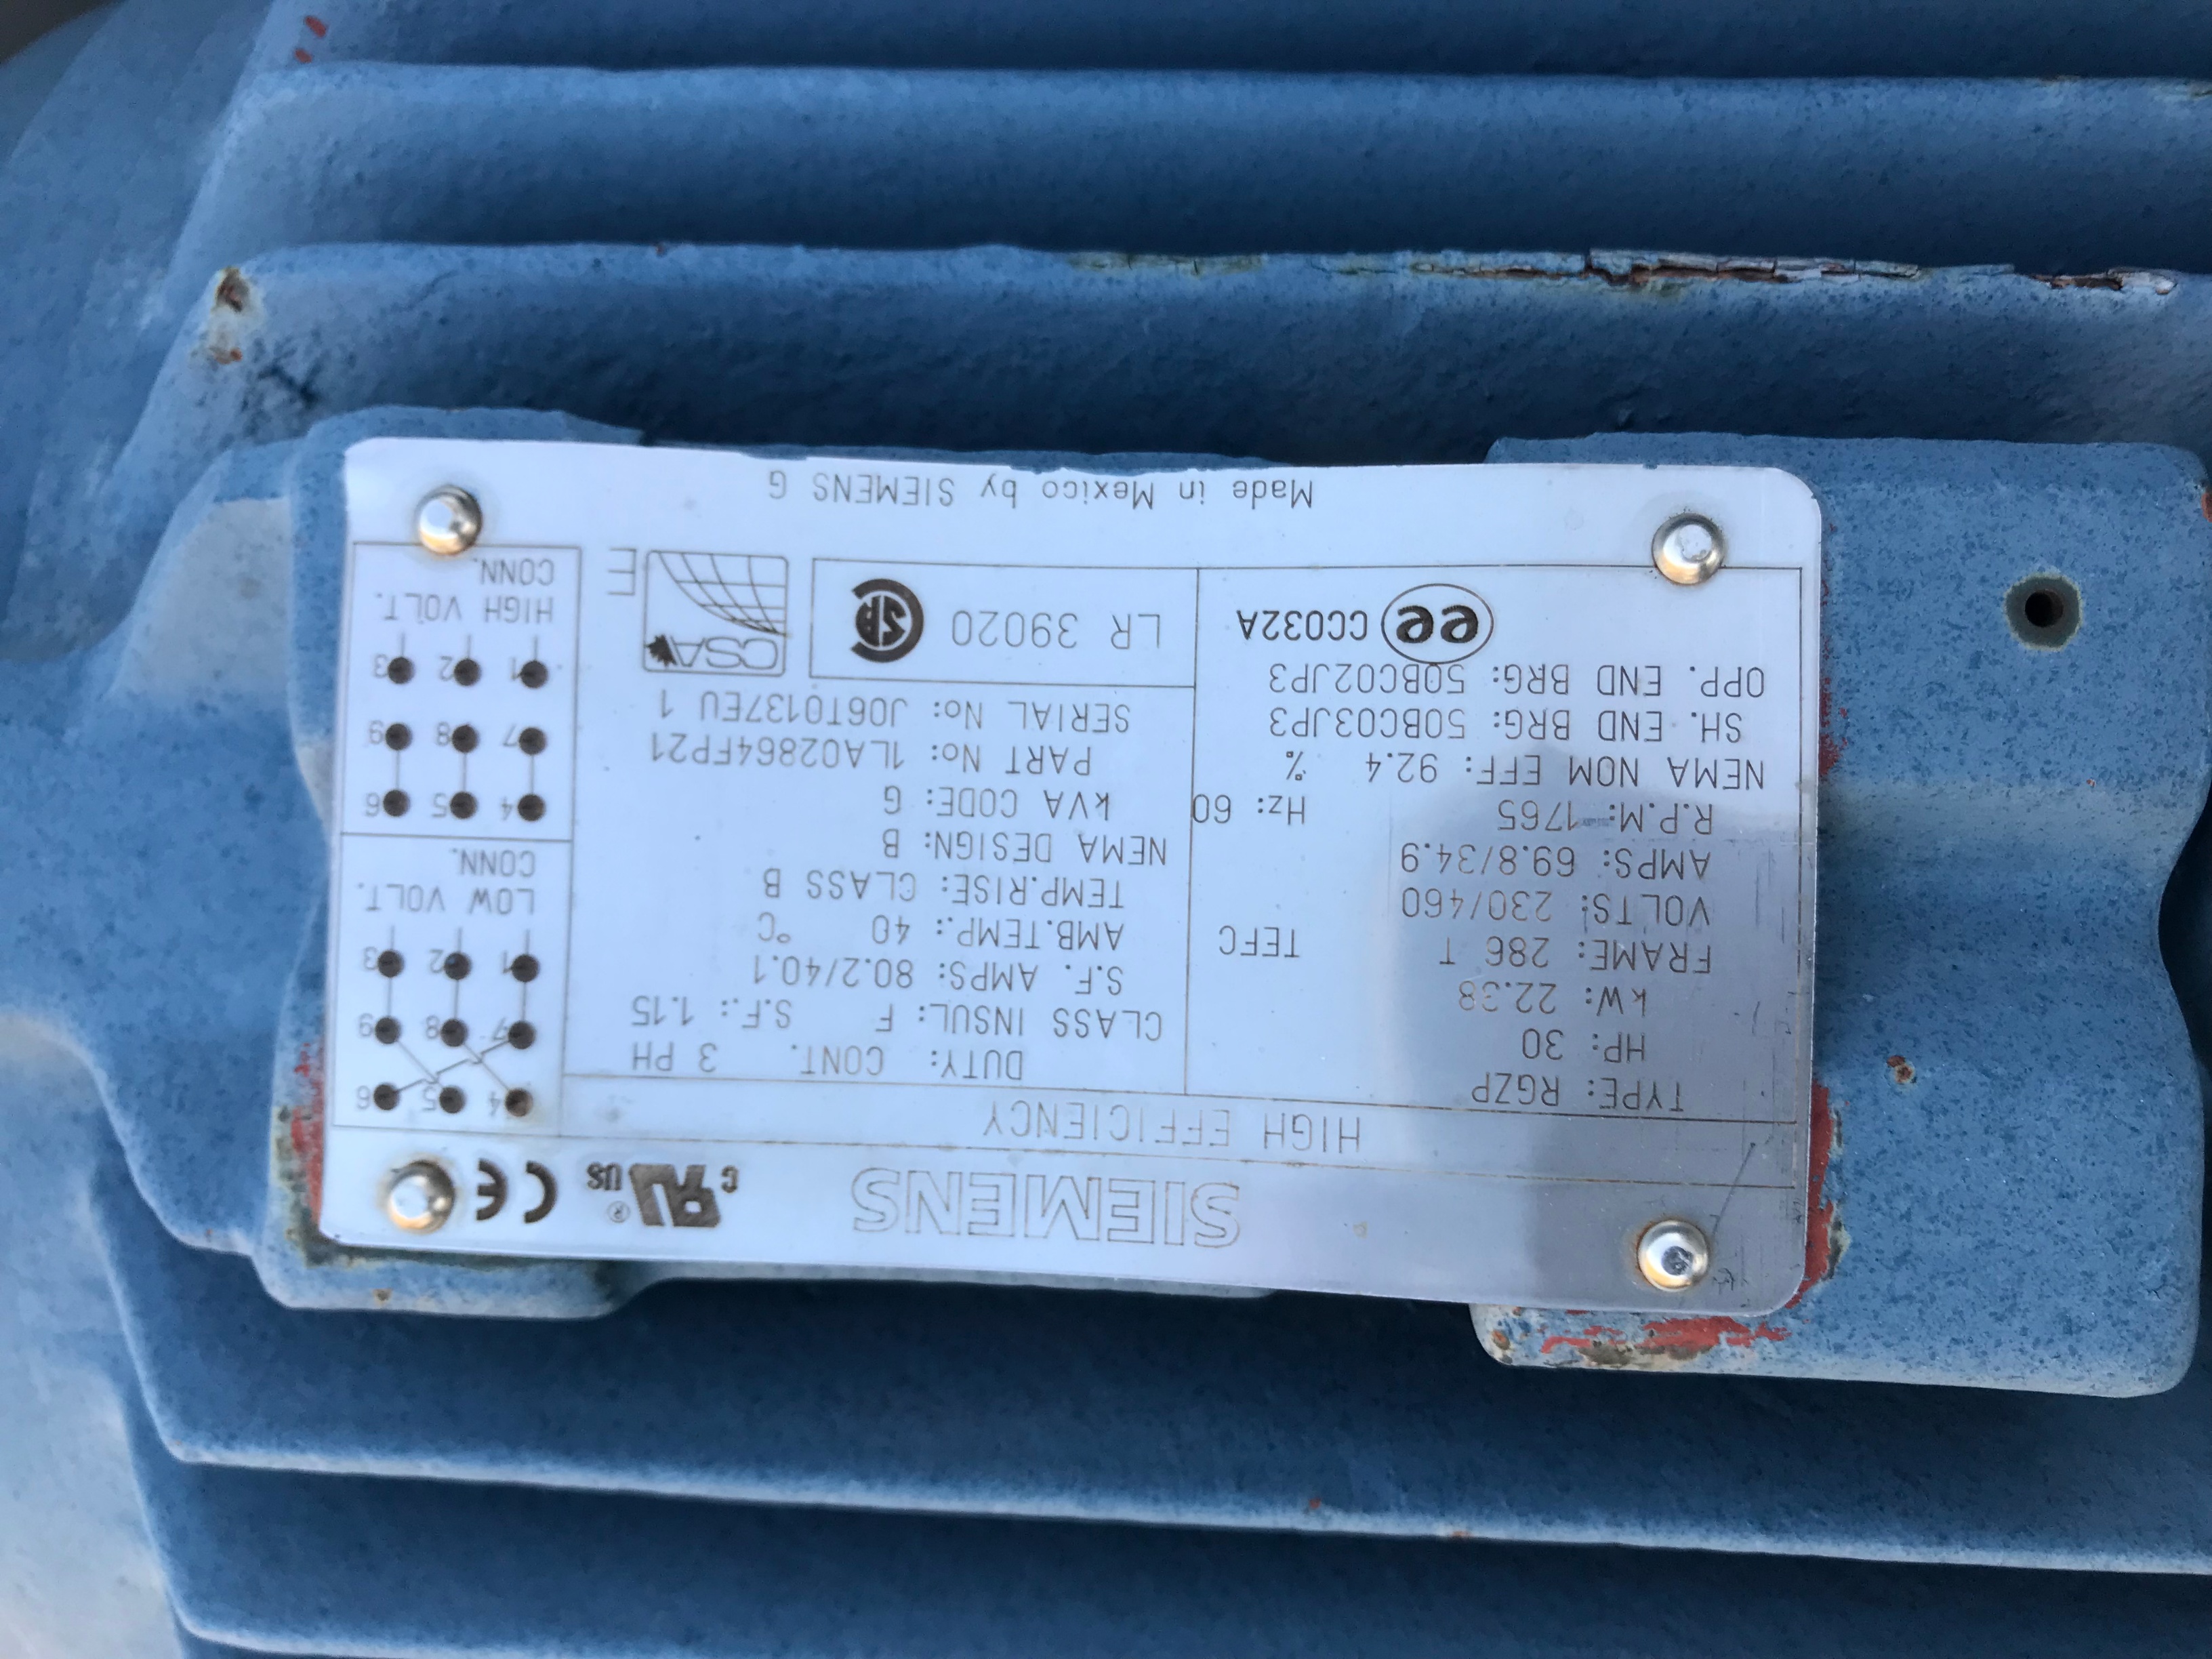 SIEMENS
C UL® US CE
HIGH EFFICIENCY
TYPE: RGZP
HP: 30
kW: 22.38
FRAME: 286 T TEFC
VOLTS: 230/460
AMPS: 69.8/34.9
R.P.M: 1765 Hz: 60
NEMA NOM EFF: 92.4 %
SH. END BRG: 50BC03JP3
OPP. END BRG: 50BC02JP3
ee CC032A
DUTY: CONT. 3 PH
CLASS INSUL: F S.F.: 1.15
S.F. AMPS: 80.2/40.1
AMB.TEMP.: 40 °C
TEMP.RISE: CLASS B
NEMA DESIGN: B
kVA CODE: G
PART No: 1LA02864FP21
SERIAL No: J06T0137EU 1
LR 39020 SA
CSA E
4 5 6
7 8 9
1 2 3
LOW VOLT.
CONN.
4 5 6
7 8 9
1 2 3
HIGH VOLT.
CONN.
Made in Mexico by SIEMENS G